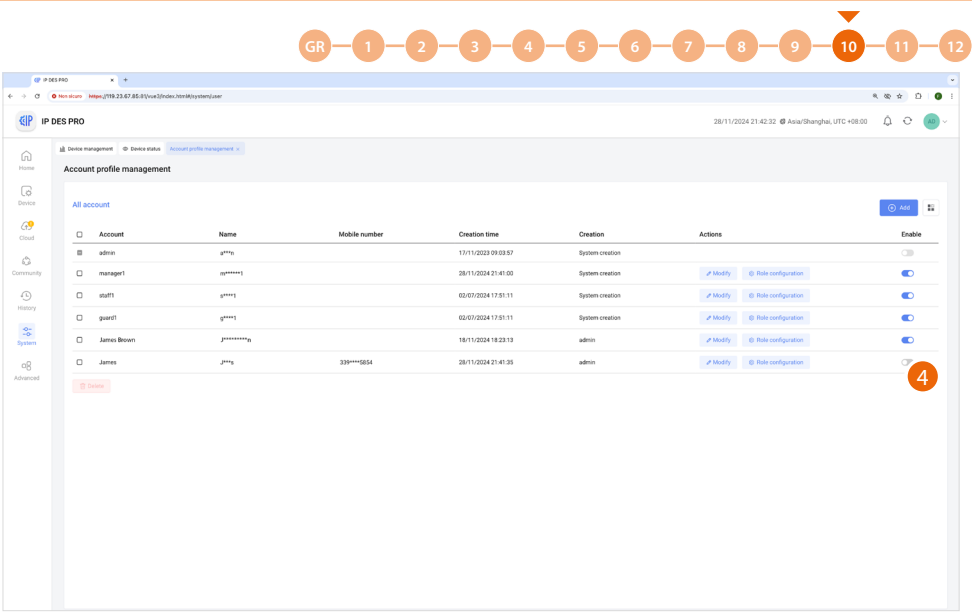 GR 1 2 3 4 5 6 7 8 9 10 11 12
IP DES PRO
Non sicuro https://119.23.67.85:81/vue3/index.html#/system/user
IP DES PRO 28/11/2024 21:42:32 Asia/Shanghai, UTC +08:00 AD
Device management Device status Account profile management
Home
Account profile management
Device
All account
Add
Cloud
Account Name Mobile number Creation time Creation Actions Enable
admin a***n 17/11/2023 09:03:57 System creation
Community
manager1 m******1 28/11/2024 21:41:00 System creation Modify Role configuration
staff1 s****1 02/07/2024 17:51:11 System creation Modify Role configuration
History
guard1 g****1 02/07/2024 17:51:11 System creation Modify Role configuration
System
James Brown J*********n 18/11/2024 18:23:13 admin Modify Role configuration
James J***s 339****5854 28/11/2024 21:41:35 admin Modify Role configuration
Advanced
4
Delete